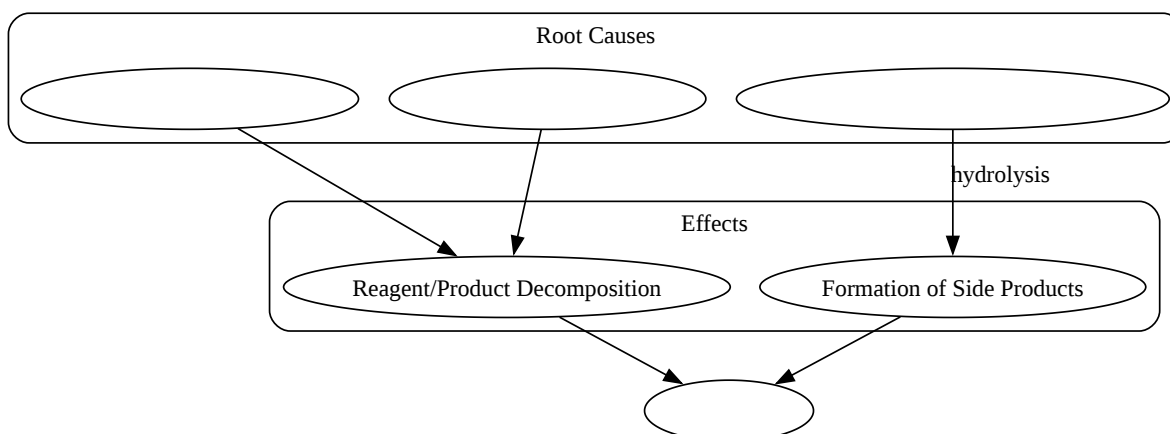 Root Causes
hydrolysis
Effects
Reagent/Product Decomposition
Formation of Side Products